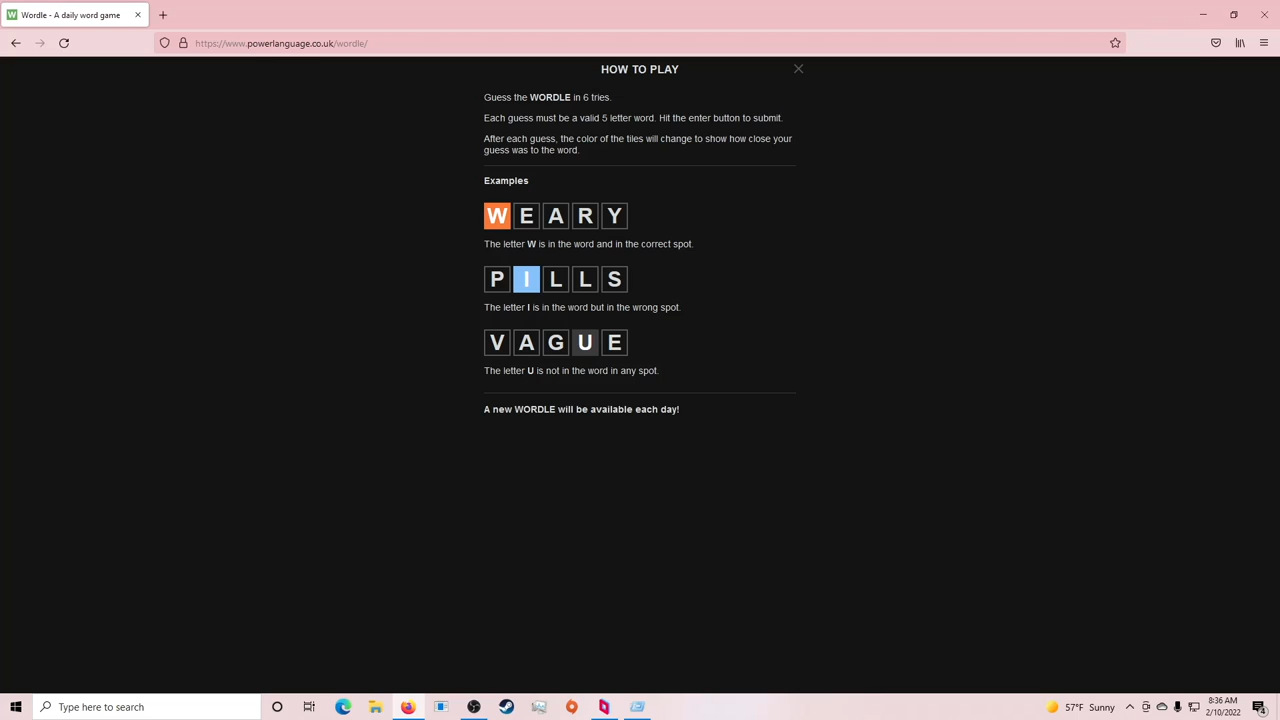 Wordle - A daily word game
https://www.powerlanguage.co.uk/wordle/
HOW TO PLAY
Guess the WORDLE in 6 tries.
Each guess must be a valid 5 letter word. Hit the enter button to submit.
After each guess, the color of the tiles will change to show how close your
guess was to the word.
Examples
W E A R Y
The letter W is in the word and in the correct spot.
P I L L S
The letter I is in the word but in the wrong spot.
V A G U E
The letter U is not in the word in any spot.
A new WORDLE will be available each day!
Type here to search
57°F Sunny
8:36 AM
2/10/2022
4